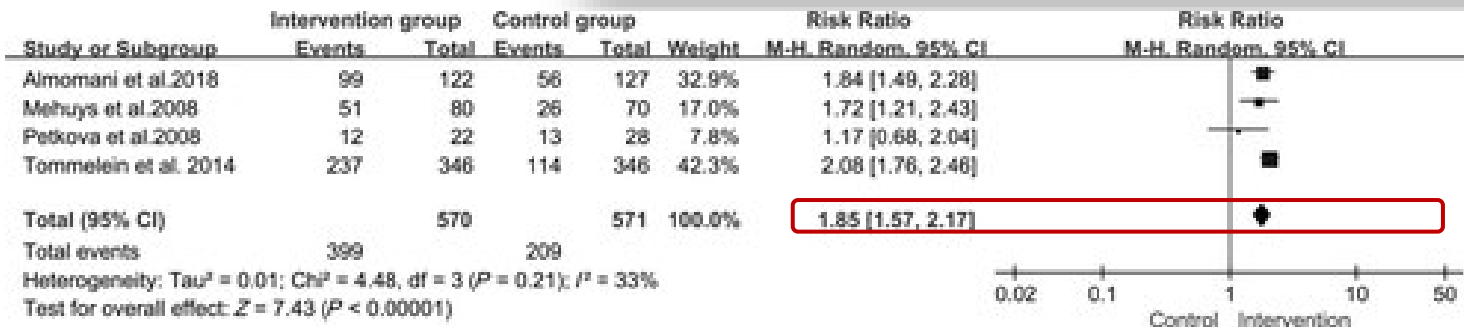 Intervention group Control group Risk Ratio Risk Ratio
Study or Subgroup Events Total Events Total Weight M-H, Random, 95% CI M-H, Random, 95% CI
Almomani et al.2018 99 122 56 127 32.9% 1.84 [1.49, 2.28]
Mehuys et al.2008 51 80 26 70 17.0% 1.72 [1.21, 2.43]
Petkova et al.2008 12 22 13 28 7.8% 1.17 [0.68, 2.04]
Tommelein et al. 2014 237 346 114 346 42.3% 2.08 [1.76, 2.46]
Total (95% CI) 570 571 100.0% 1.85 [1.57, 2.17]
Total events 399 209
Heterogeneity: Tau² = 0.01; Chi² = 4.48, df = 3 (P = 0.21); I² = 33%
Test for overall effect: Z = 7.43 (P < 0.00001)
0.02 0.1 1 10 50
Control Intervention